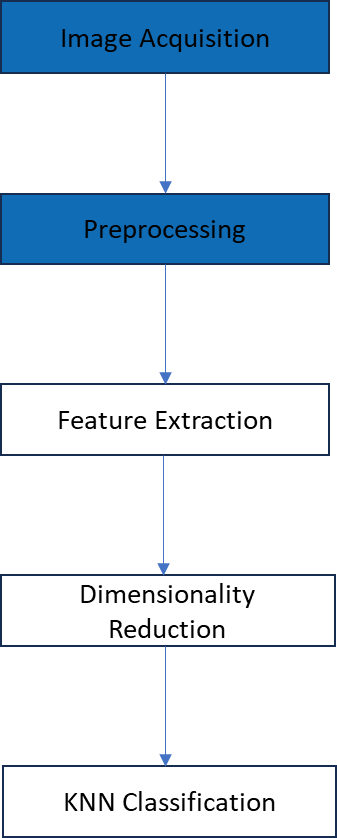 Image Acquisition
Preprocessing
Feature Extraction
Dimensionality
Reduction
KNN Classification